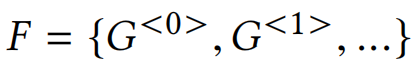 F = {G^{<0>}, G^{<1>}, ...}